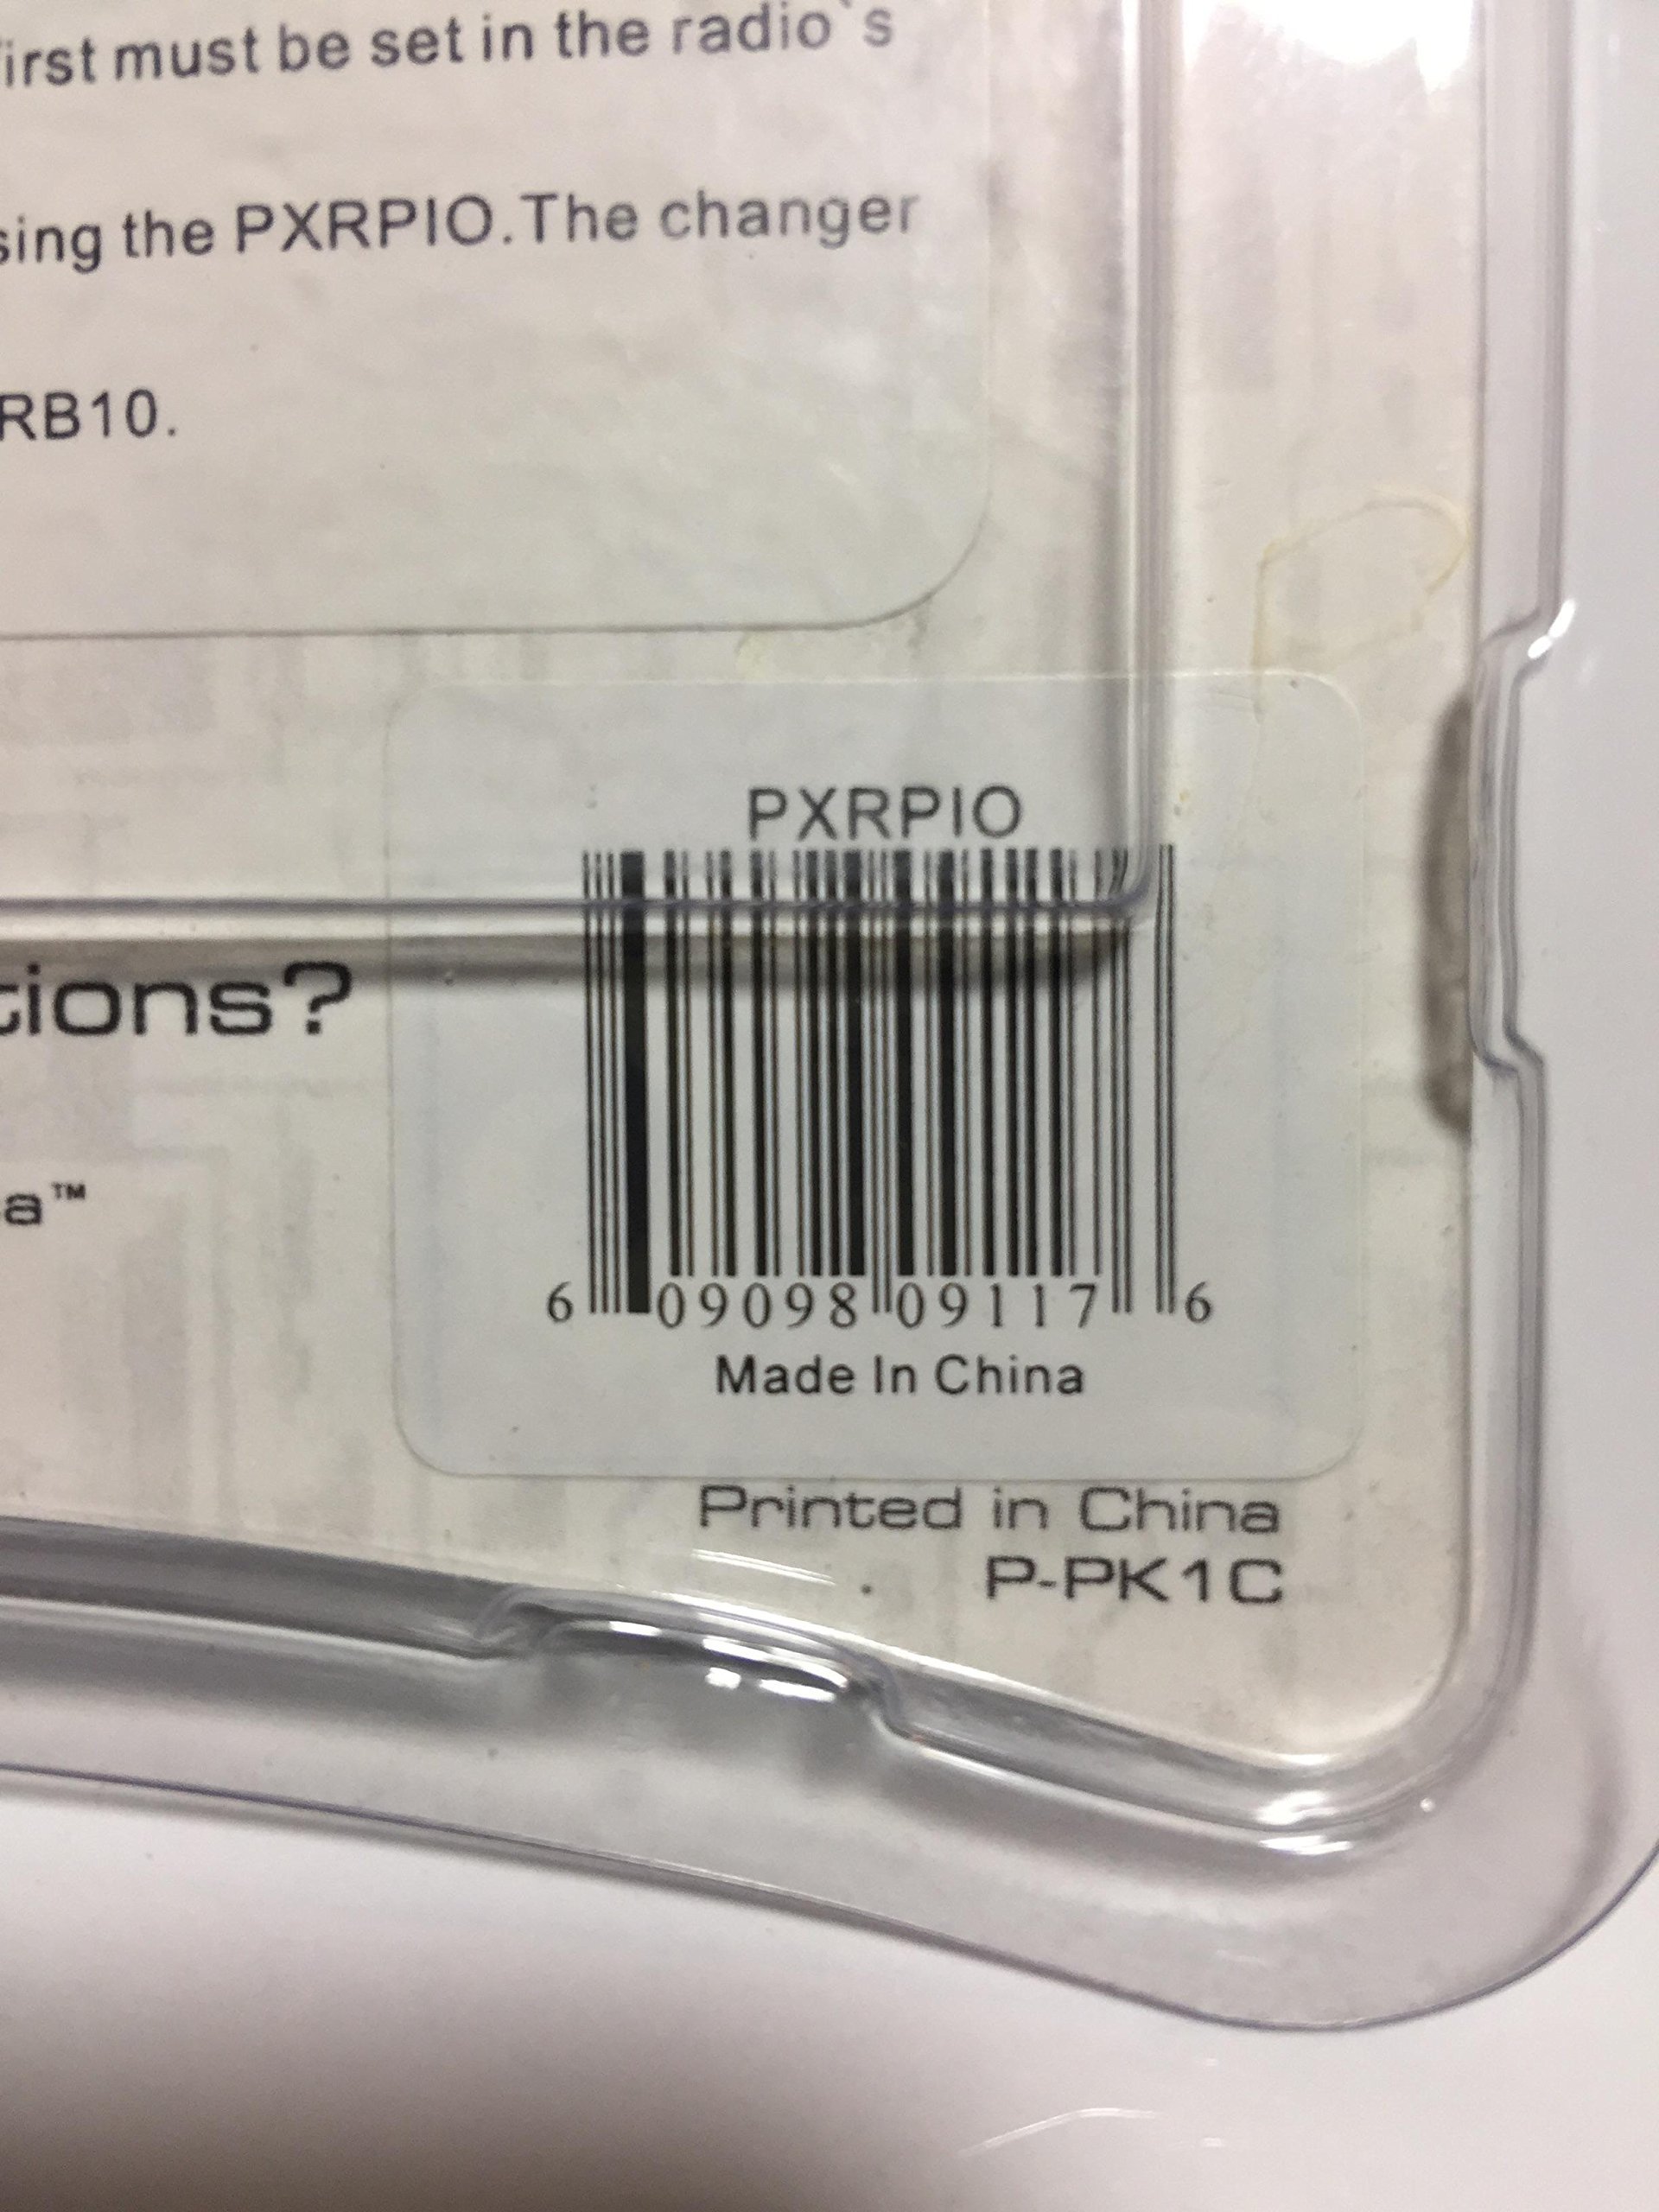 first must be set in the radio`s
sing the PXRPIO.The changer
RB10.
PXRPIO
tions?
a™
6 09098 09117 6
Made In China
Printed in China
P-PK1C